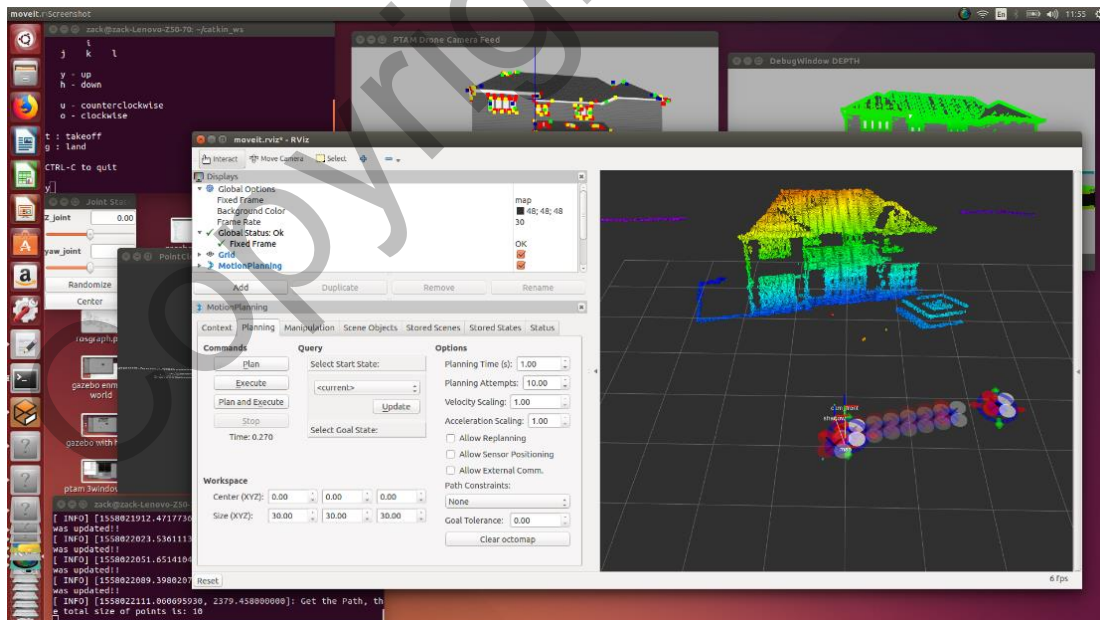 moveit.r Screenshot
En
11:55
zack@zack-Lenovo-Z50-70: ~/catkin_ws
i
j k l
y - up
h - down
u - counterclockwise
o - clockwise
t : takeoff
g : land
CTRL-C to quit
y
PTAM Drone Camera Feed
DebugWindow DEPTH
moveit.rviz* - RViz
Interact Move Camera Select
Displays
Global Options
Fixed Frame map
Background Color 48; 48; 48
Frame Rate 30
Global Status: Ok
Fixed Frame OK
Grid
MotionPlanning
Add Duplicate Remove Rename
Joint Sta
Z_joint 0.00
yaw_joint
Randomize
Center
PointCl
rosgraph.p
gazebo enm
world
gazebo with h
ptam 3window
MotionPlanning
Context Planning Manipulation Scene Objects Stored Scenes Stored States Status
Commands Query Options
Plan Select Start State: Planning Time (s): 1.00
Execute <current> Planning Attempts: 10.00
Plan and Execute Update Velocity Scaling: 1.00
Stop Acceleration Scaling: 1.00
Time: 0.270 Select Goal State: Allow Replanning
Allow Sensor Positioning
Allow External Comm.
Workspace Path Constraints:
Center (XYZ): 0.00 0.00 0.00 None
Size (XYZ): 30.00 30.00 30.00 Goal Tolerance: 0.00
Clear octomap
Reset 6 fps
zack@zack-Lenovo-Z50
[ INFO] [1558021912.4717736
was updated!!
[ INFO] [1558022023.5361113
was updated!!
[ INFO] [1558022051.6514104
was updated!!
[ INFO] [1558022089.3980207
was updated!!
[ INFO] [1558022111.060695930, 2379.458000000]: Get the Path, th
e total size of points is: 10
Copyrig